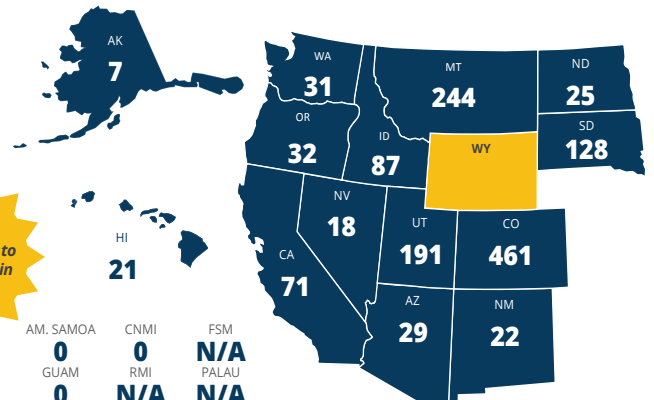 AK
7
WA
31
MT
244
ND
25
OR
32
ID
87
WY
SD
128
NV
18
UT
191
CO
461
HI
21
CA
71
AZ
29
NM
22
to
in
AM. SAMOA CNMI FSM
0 0 N/A
GUAM RMI PALAU
0 N/A N/A